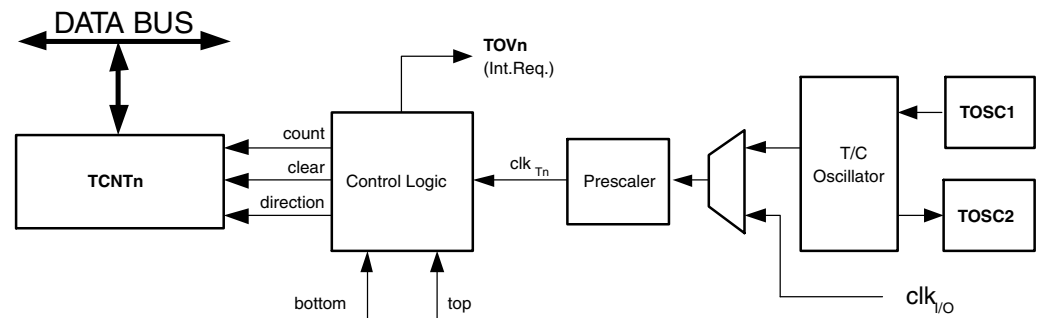 DATA BUS
TOVn
(Int.Req.)
TCNTn
count
clear
direction
Control Logic
clk Tn
Prescaler
T/C
Oscillator
TOSC1
TOSC2
bottom
top
clk I/O